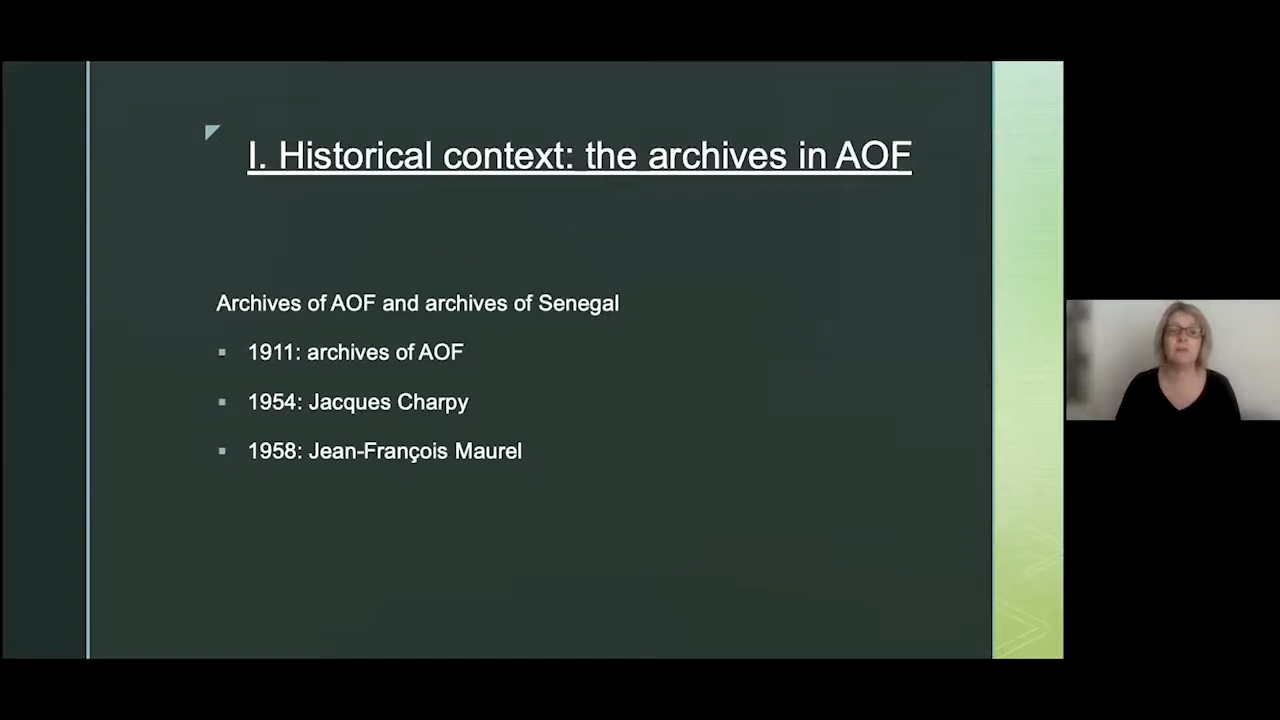 I. Historical context: the archives in AOF
Archives of AOF and archives of Senegal
▪ 1911: archives of AOF
▪ 1954: Jacques Charpy
▪ 1958: Jean-François Maurel